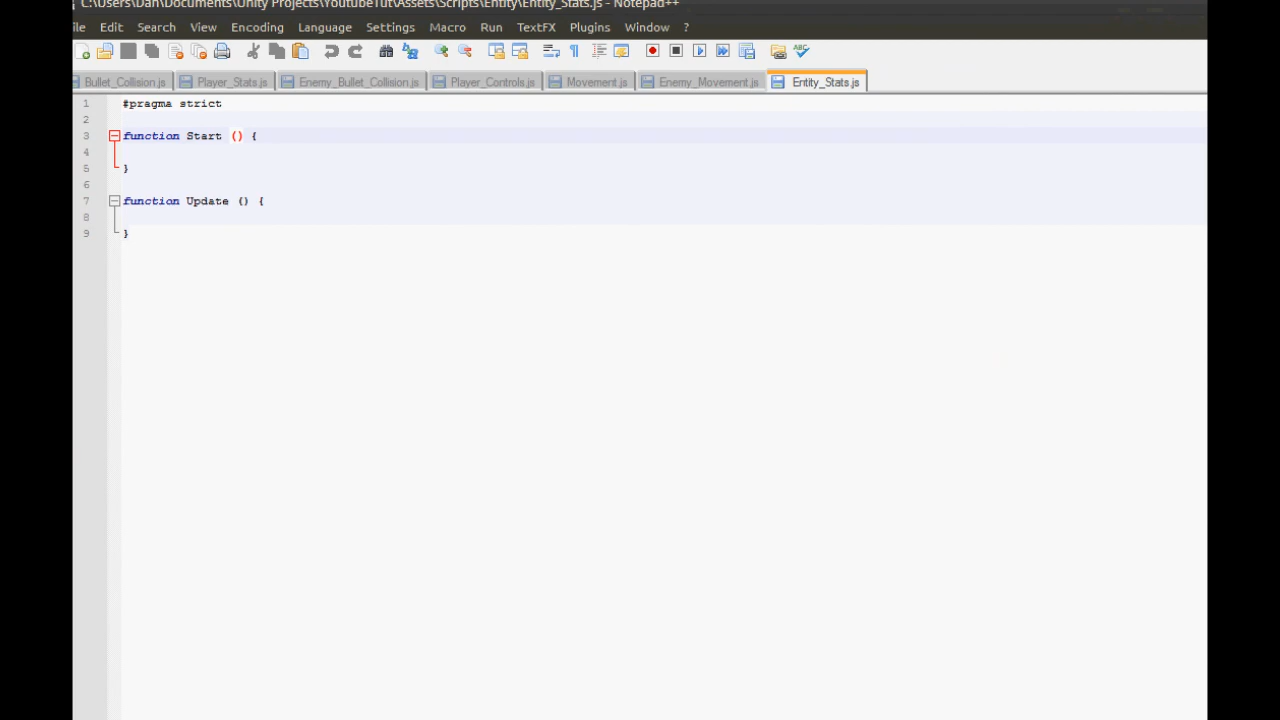 C:\Users\Dan\Documents\Unity Projects\YoutubeTut\Assets\Scripts\Entity\Entity_Stats.js - Notepad++
ile Edit Search View Encoding Language Settings Macro Run TextFX Plugins Window ?
Bullet_Collision.js Player_Stats.js Enemy_Bullet_Collision.js Player_Controls.js Movement.js Enemy_Movement.js Entity_Stats.js
1 #pragma strict
2
3 function Start () {
4
5 }
6
7 function Update () {
8
9 }